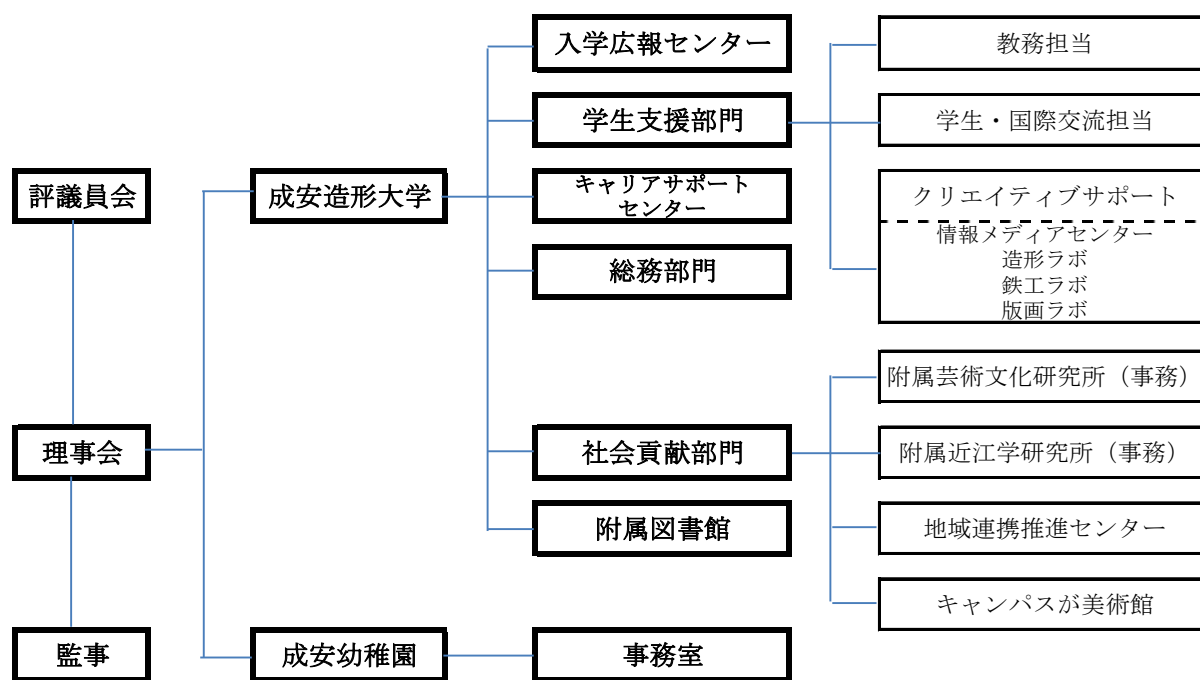 評議員会
理事会
監事
成安造形大学
成安幼稚園
入学広報センター
学生支援部門
キャリアサポート
センター
総務部門
社会貢献部門
附属図書館
事務室
教務担当
学生・国際交流担当
クリエイティブサポート
情報メディアセンター
造形ラボ
鉄工ラボ
版画ラボ
附属芸術文化研究所（事務）
附属近江学研究所（事務）
地域連携推進センター
キャンパスが美術館